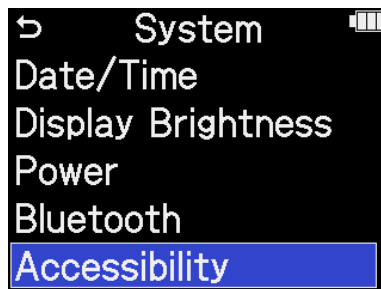 System
Date/Time
Display Brightness
Power
Bluetooth
Accessibility